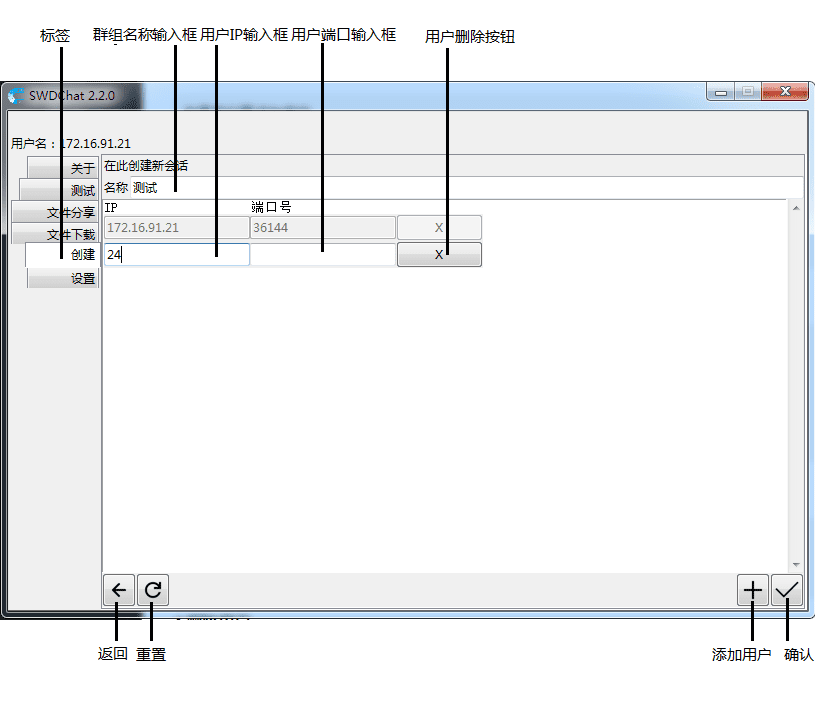 标签 群组名称输入框 用户IP输入框 用户端口输入框 用户删除按钮
SWDChat 2.2.0
用户名：172.16.91.21
关于
测试
文件分享
文件下载
创建
设置
在此创建新会话
名称 测试
IP 端口号
172.16.91.21 36144 X
24 X
返回 重置 添加用户 确认